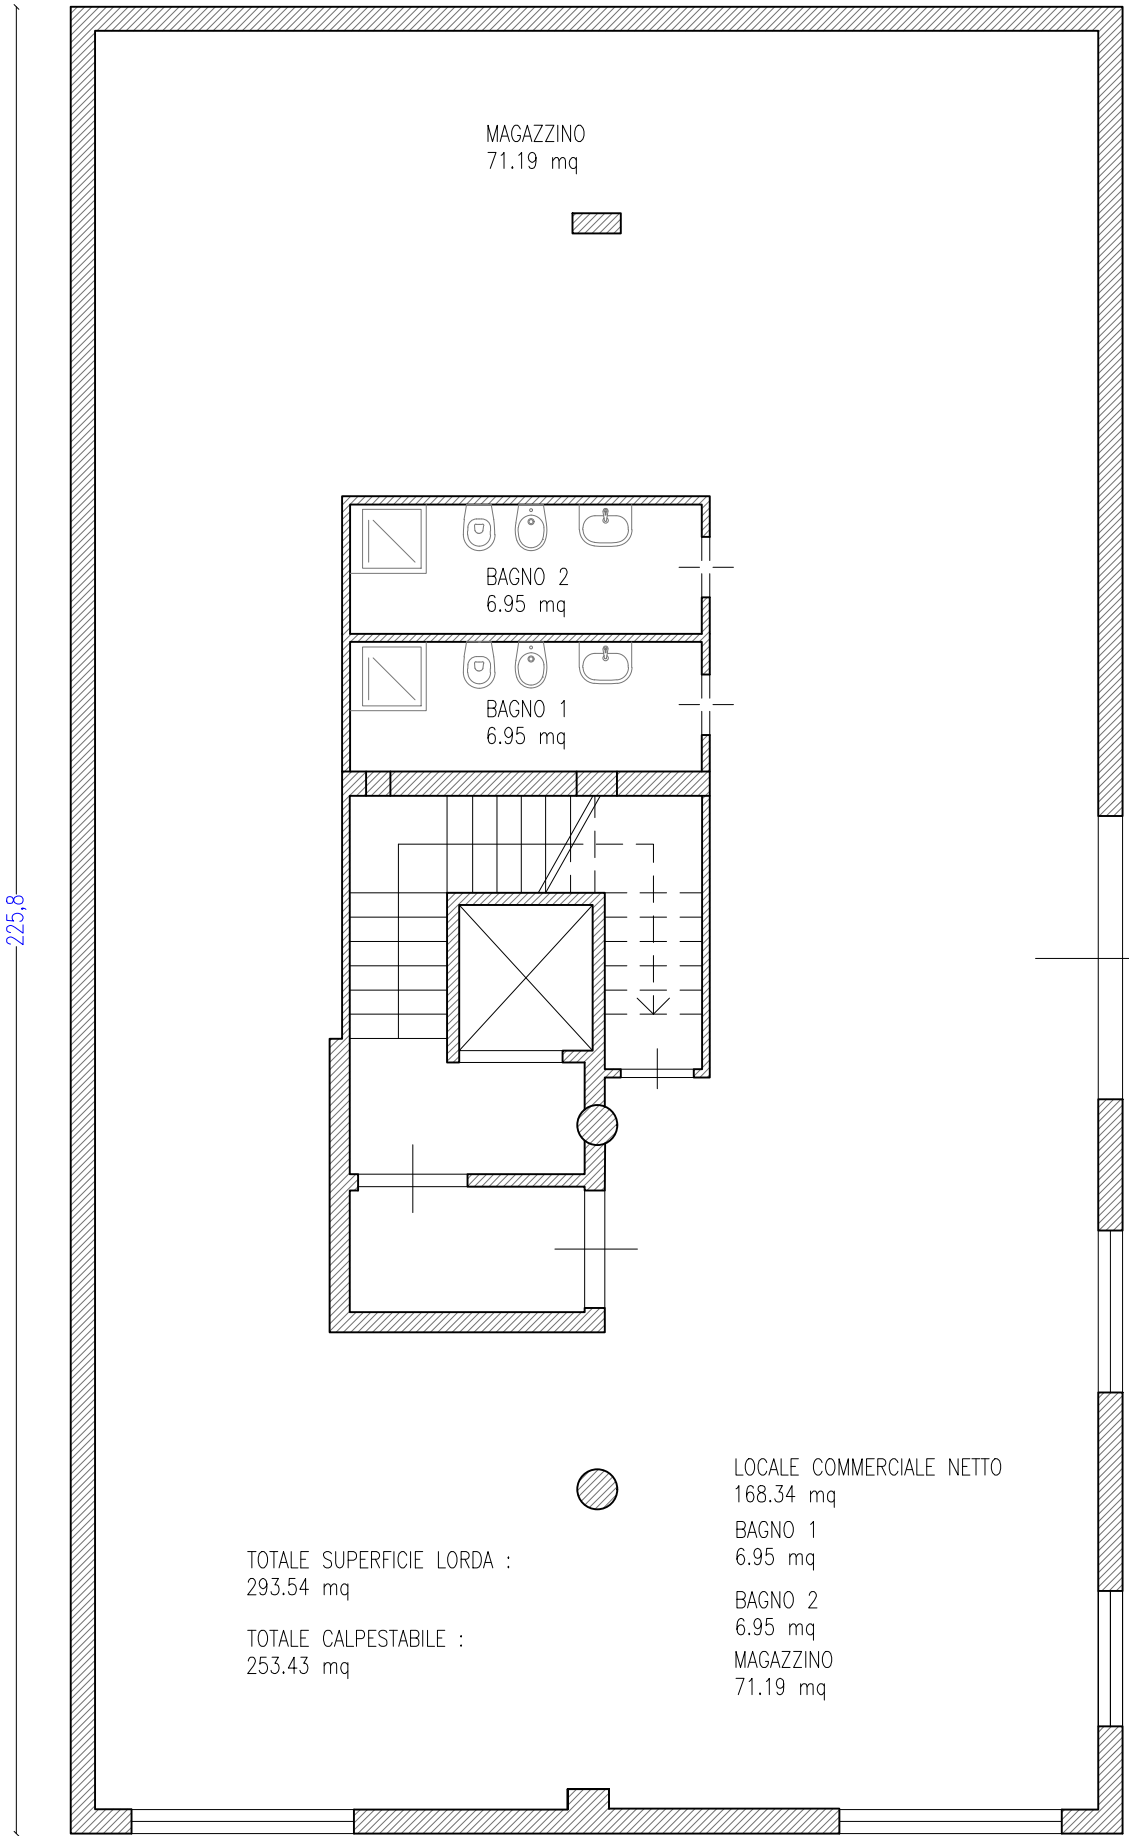 MAGAZZINO
71.19 mq
BAGNO 2
6.95 mq
BAGNO 1
6.95 mq
225,8
LOCALE COMMERCIALE NETTO
168.34 mq
BAGNO 1
6.95 mq
BAGNO 2
6.95 mq
MAGAZZINO
71.19 mq
TOTALE SUPERFICIE LORDA :
293.54 mq
TOTALE CALPESTABILE :
253.43 mq